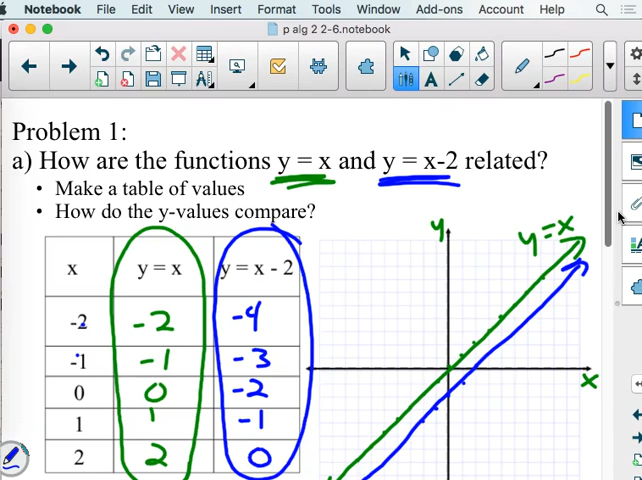 Notebook File Edit View Insert Format Tools Window Add-ons Account
p alg 2 2-6.notebook
Problem 1:
a) How are the functions y = x and y = x-2 related?
• Make a table of values
• How do the y-values compare?
x y = x y = x - 2
-2 -2 -4
-1 -1 -3
0 0 -2
1 1 -1
2 2 0
y
y=x
x